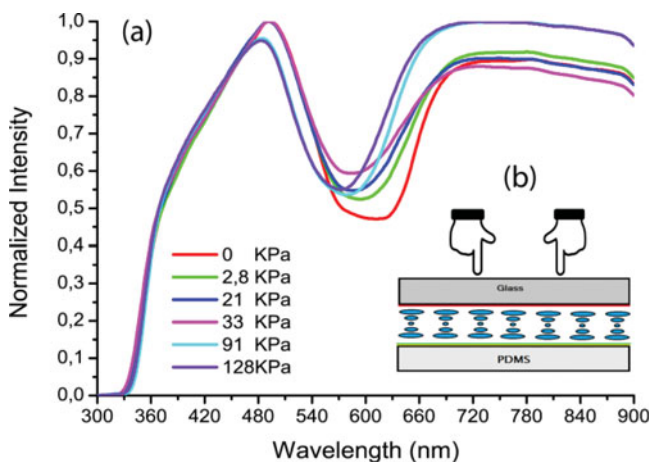 (a)
(b)
Normalized Intensity
1,0
0,9
0,8
0,7
0,6
0,5
0,4
0,3
0,2
0,1
0,0
0 KPa
2,8 KPa
21 KPa
33 KPa
91 KPa
128KPa
Glass
PDMS
300 360 420 480 540 600 660 720 780 840 900
Wavelength (nm)